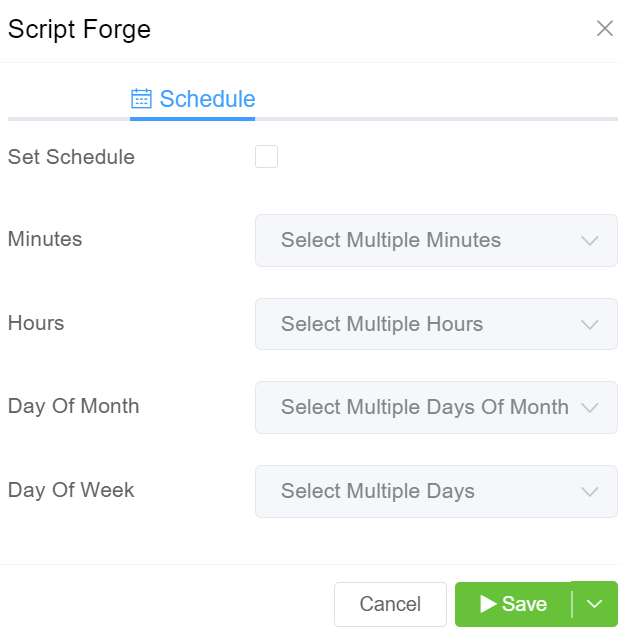 Script Forge
Schedule
Set Schedule
Minutes
Select Multiple Minutes
Hours
Select Multiple Hours
Day Of Month
Select Multiple Days Of Month
Day Of Week
Select Multiple Days
Cancel
Save